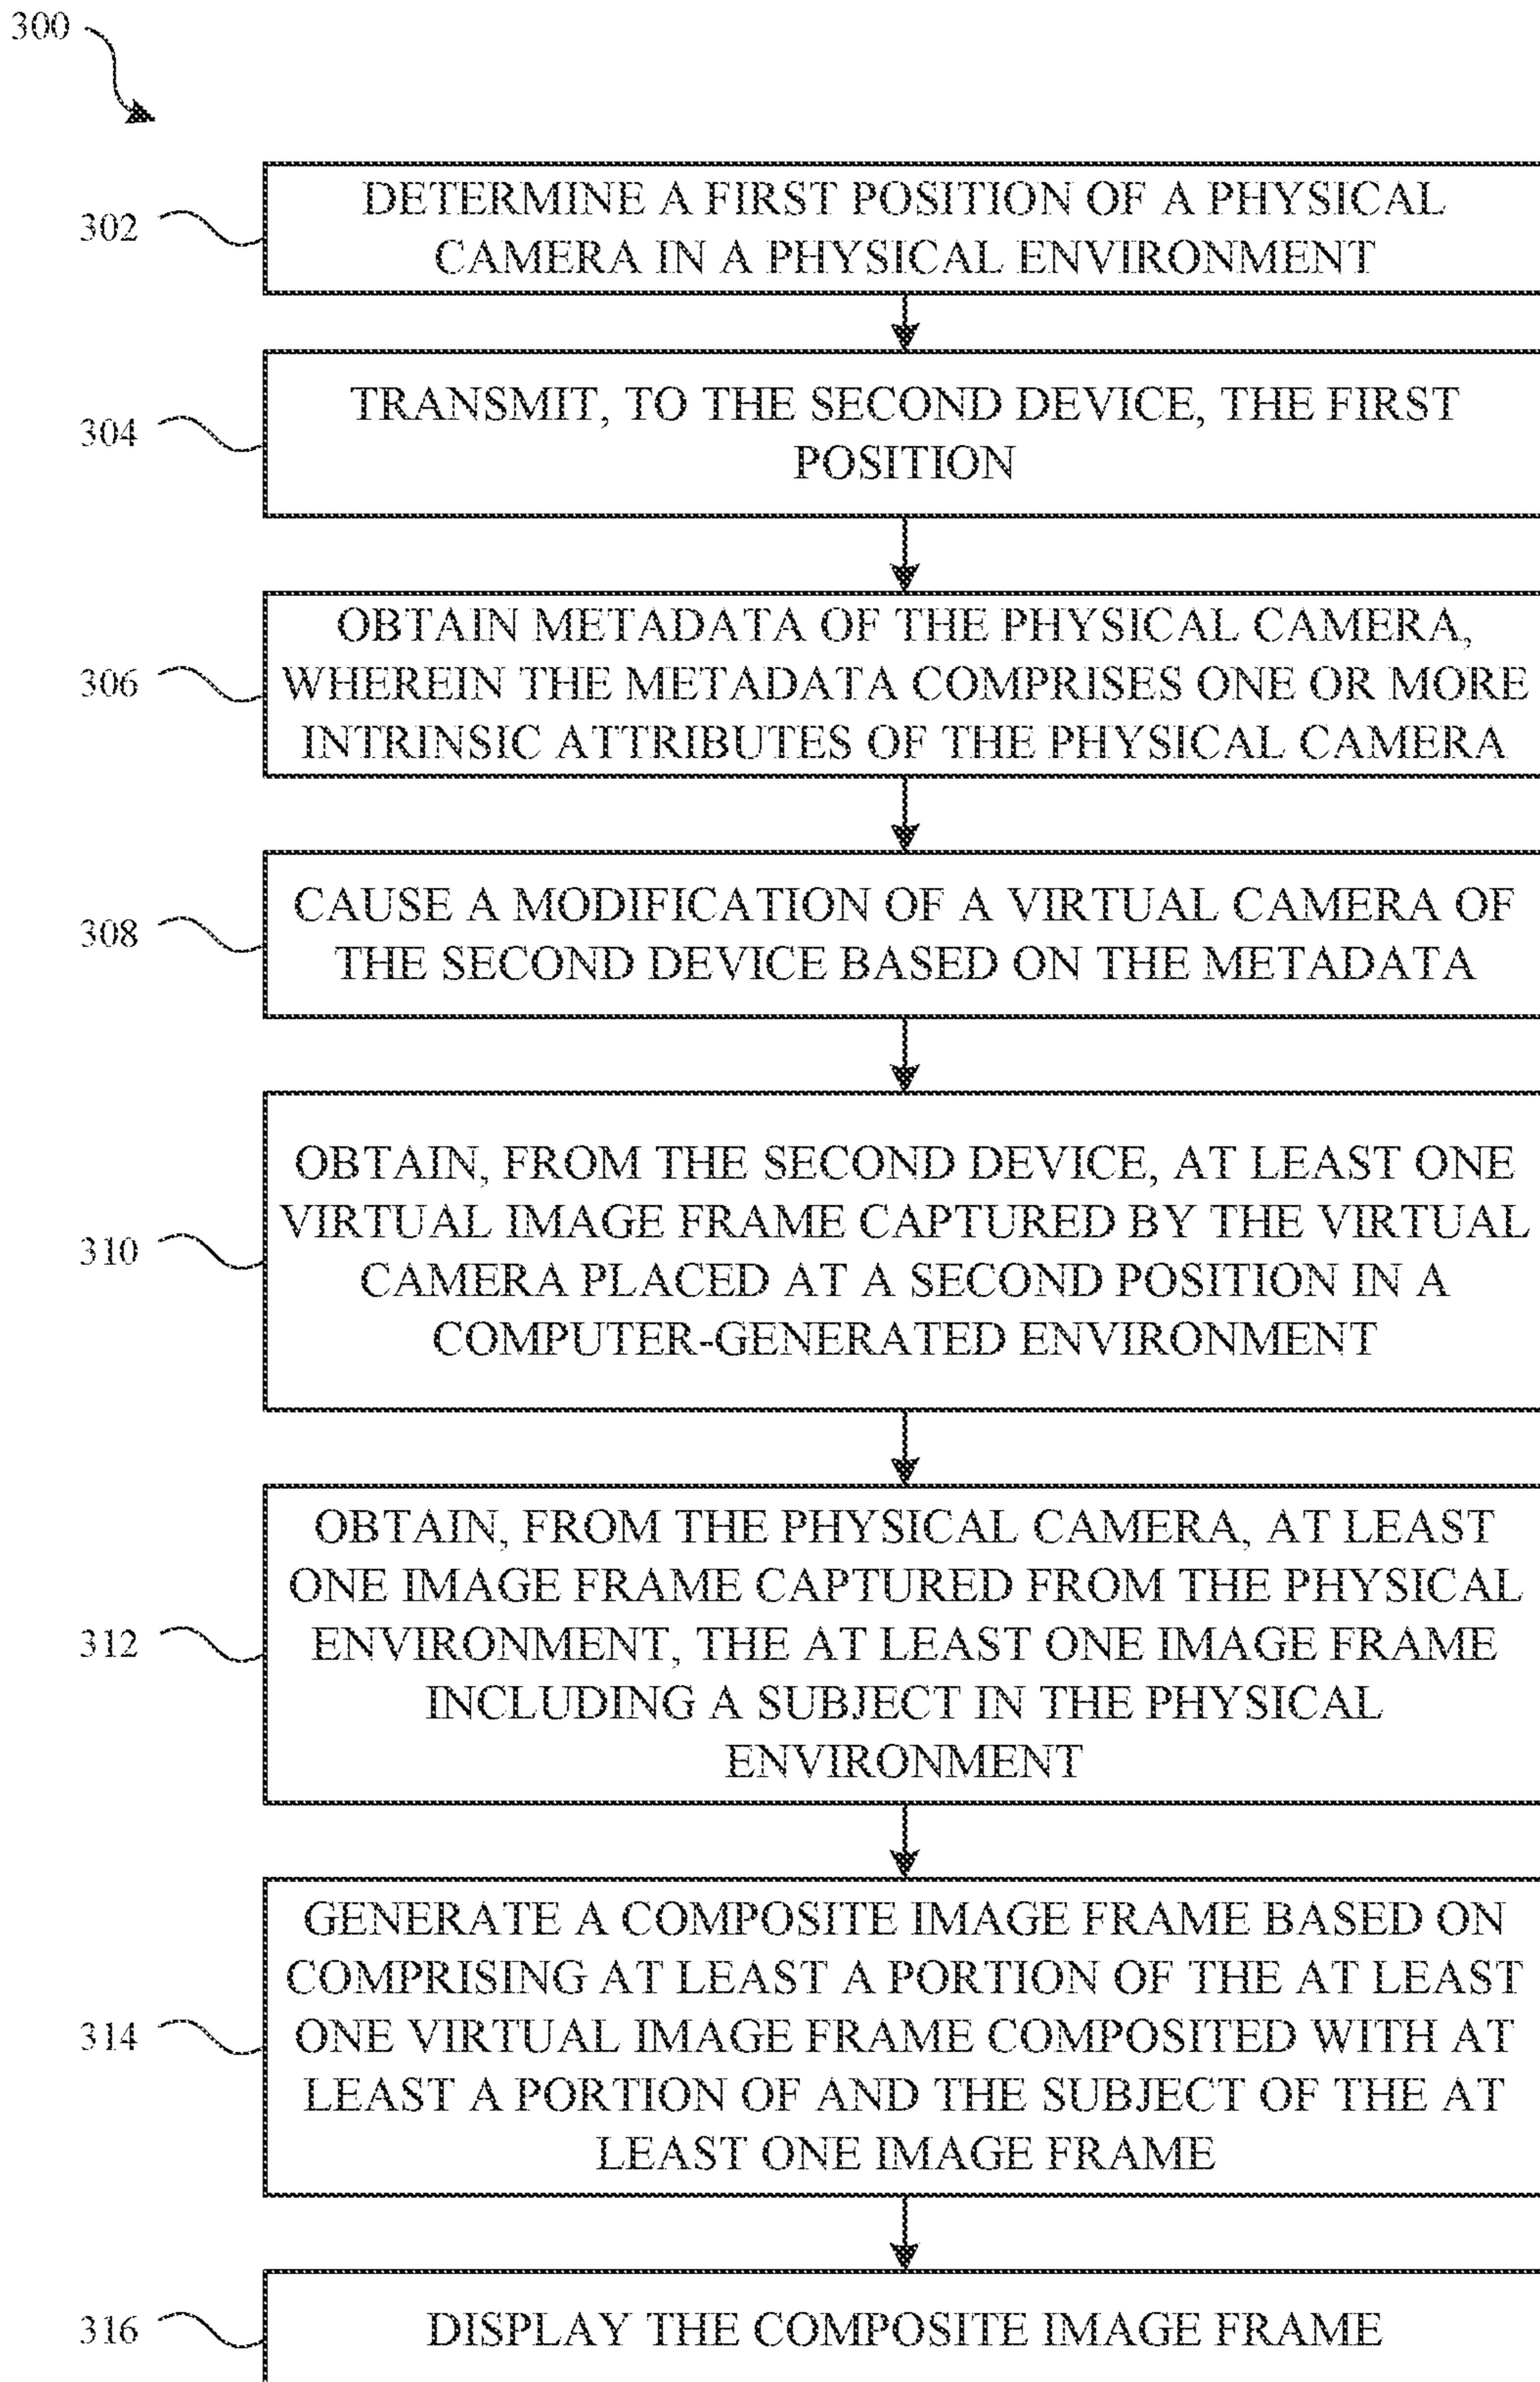 300
302
DETERMINE A FIRST POSITION OF A PHYSICAL
CAMERA IN A PHYSICAL ENVIRONMENT
304
TRANSMIT, TO THE SECOND DEVICE, THE FIRST
POSITION
306
OBTAIN METADATA OF THE PHYSICAL CAMERA,
WHEREIN THE METADATA COMPRISES ONE OR MORE
INTRINSIC ATTRIBUTES OF THE PHYSICAL CAMERA
308
CAUSE A MODIFICATION OF A VIRTUAL CAMERA OF
THE SECOND DEVICE BASED ON THE METADATA
310
OBTAIN, FROM THE SECOND DEVICE, AT LEAST ONE
VIRTUAL IMAGE FRAME CAPTURED BY THE VIRTUAL
CAMERA PLACED AT A SECOND POSITION IN A
COMPUTER-GENERATED ENVIRONMENT
312
OBTAIN, FROM THE PHYSICAL CAMERA, AT LEAST
ONE IMAGE FRAME CAPTURED FROM THE PHYSICAL
ENVIRONMENT, THE AT LEAST ONE IMAGE FRAME
INCLUDING A SUBJECT IN THE PHYSICAL
ENVIRONMENT
314
GENERATE A COMPOSITE IMAGE FRAME BASED ON
COMPRISING AT LEAST A PORTION OF THE AT LEAST
ONE VIRTUAL IMAGE FRAME COMPOSITED WITH AT
LEAST A PORTION OF AND THE SUBJECT OF THE AT
LEAST ONE IMAGE FRAME
316
DISPLAY THE COMPOSITE IMAGE FRAME